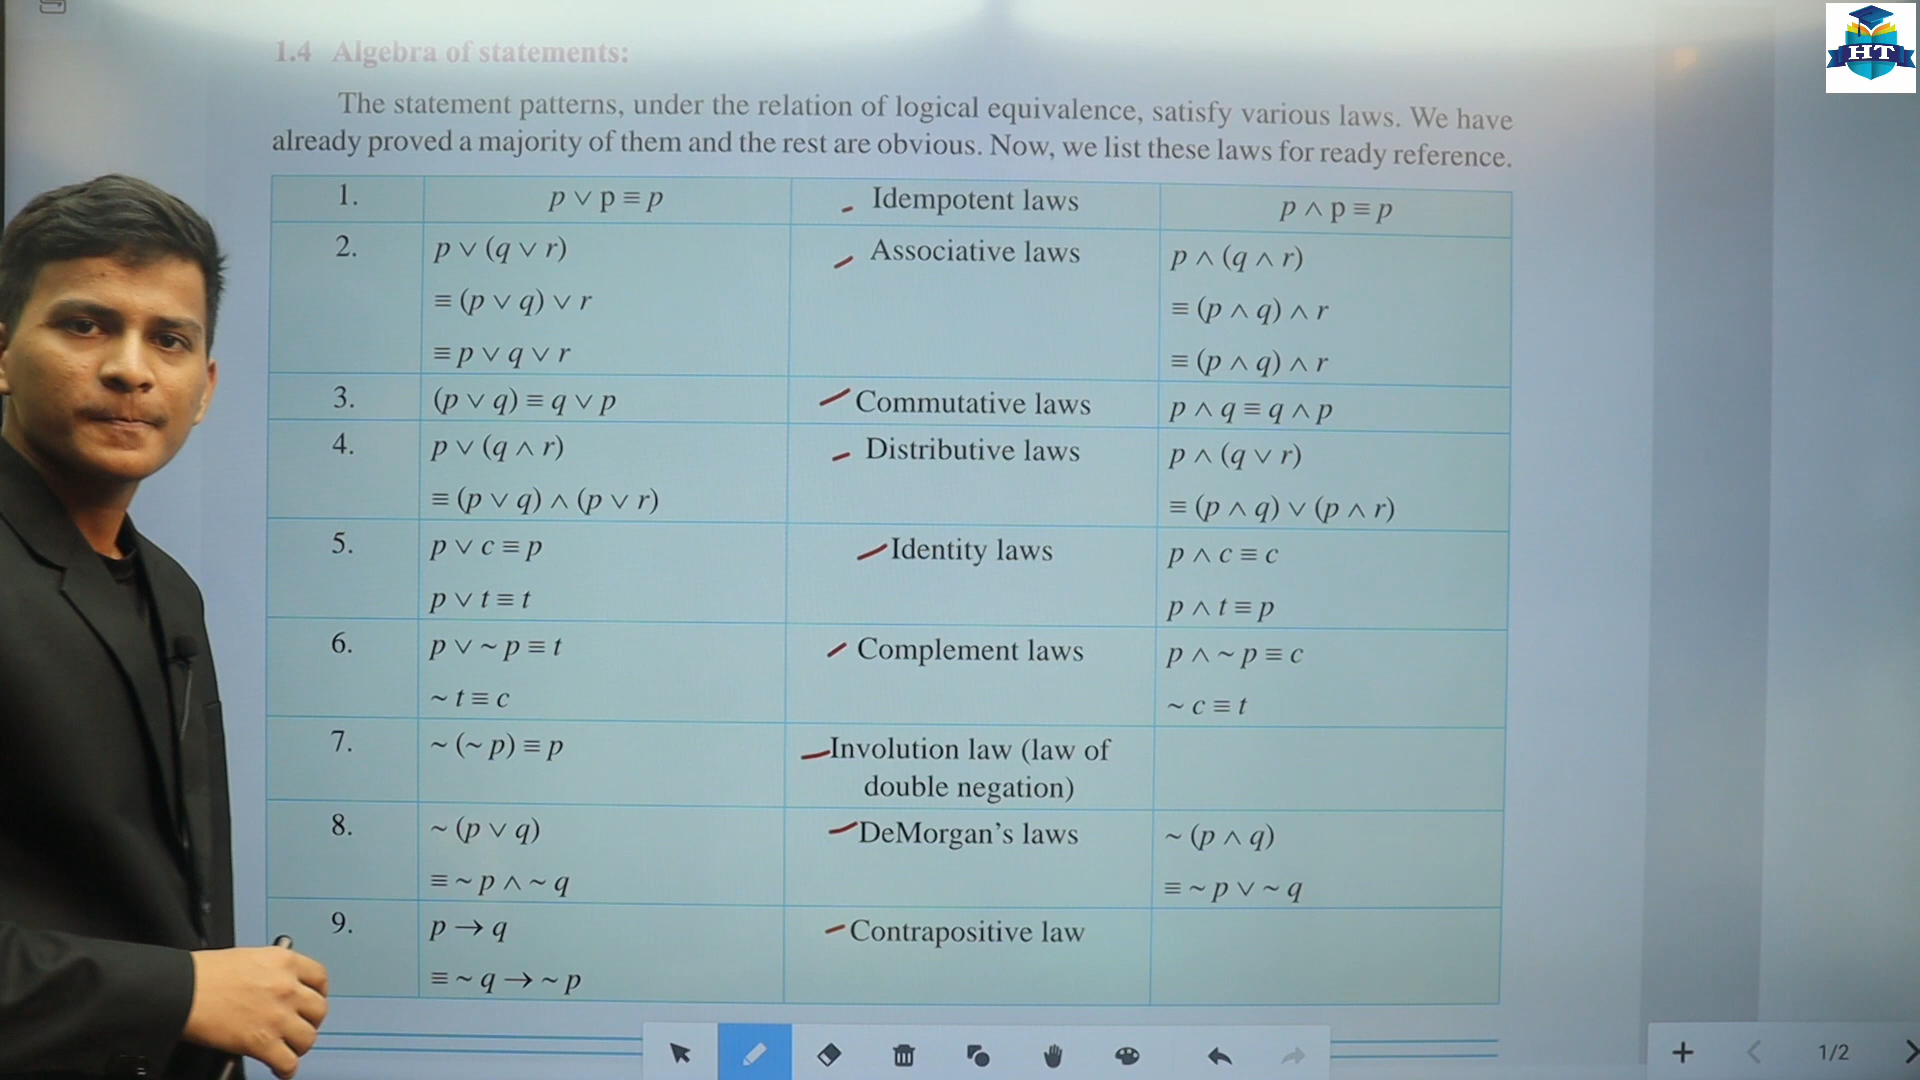 HT
1.4 Algebra of statements:
The statement patterns, under the relation of logical equivalence, satisfy various laws. We have
already proved a majority of them and the rest are obvious. Now, we list these laws for ready reference.
1. p ∨ p ≡ p Idempotent laws p ∧ p ≡ p
2. p ∨ (q ∨ r) Associative laws p ∧ (q ∧ r)
≡ (p ∨ q) ∨ r ≡ (p ∧ q) ∧ r
≡ p ∨ q ∨ r ≡ (p ∧ q) ∧ r
3. (p ∨ q) ≡ q ∨ p Commutative laws p ∧ q ≡ q ∧ p
4. p ∨ (q ∧ r) Distributive laws p ∧ (q ∨ r)
≡ (p ∨ q) ∧ (p ∨ r) ≡ (p ∧ q) ∨ (p ∧ r)
5. p ∨ c ≡ p Identity laws p ∧ c ≡ c
p ∨ t ≡ t p ∧ t ≡ p
6. p ∨ ~ p ≡ t Complement laws p ∧ ~ p ≡ c
~ t ≡ c ~ c ≡ t
7. ~ (~ p) ≡ p Involution law (law of
double negation)
8. ~ (p ∨ q) DeMorgan’s laws ~ (p ∧ q)
≡ ~ p ∧ ~ q ≡ ~ p ∨ ~ q
9. p → q Contrapositive law
≡ ~ q → ~ p
1/2